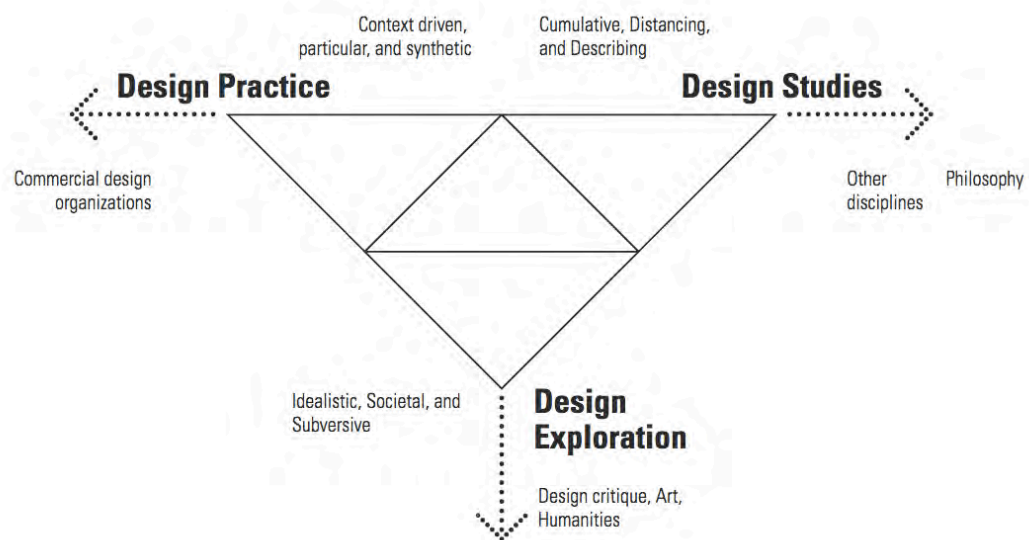 Context driven,
particular, and synthetic
Cumulative, Distancing,
and Describing
Design Practice
Design Studies
Commercial design
organizations
Other
disciplines
Philosophy
Idealistic, Societal, and
Subversive
Design
Exploration
Design critique, Art,
Humanities